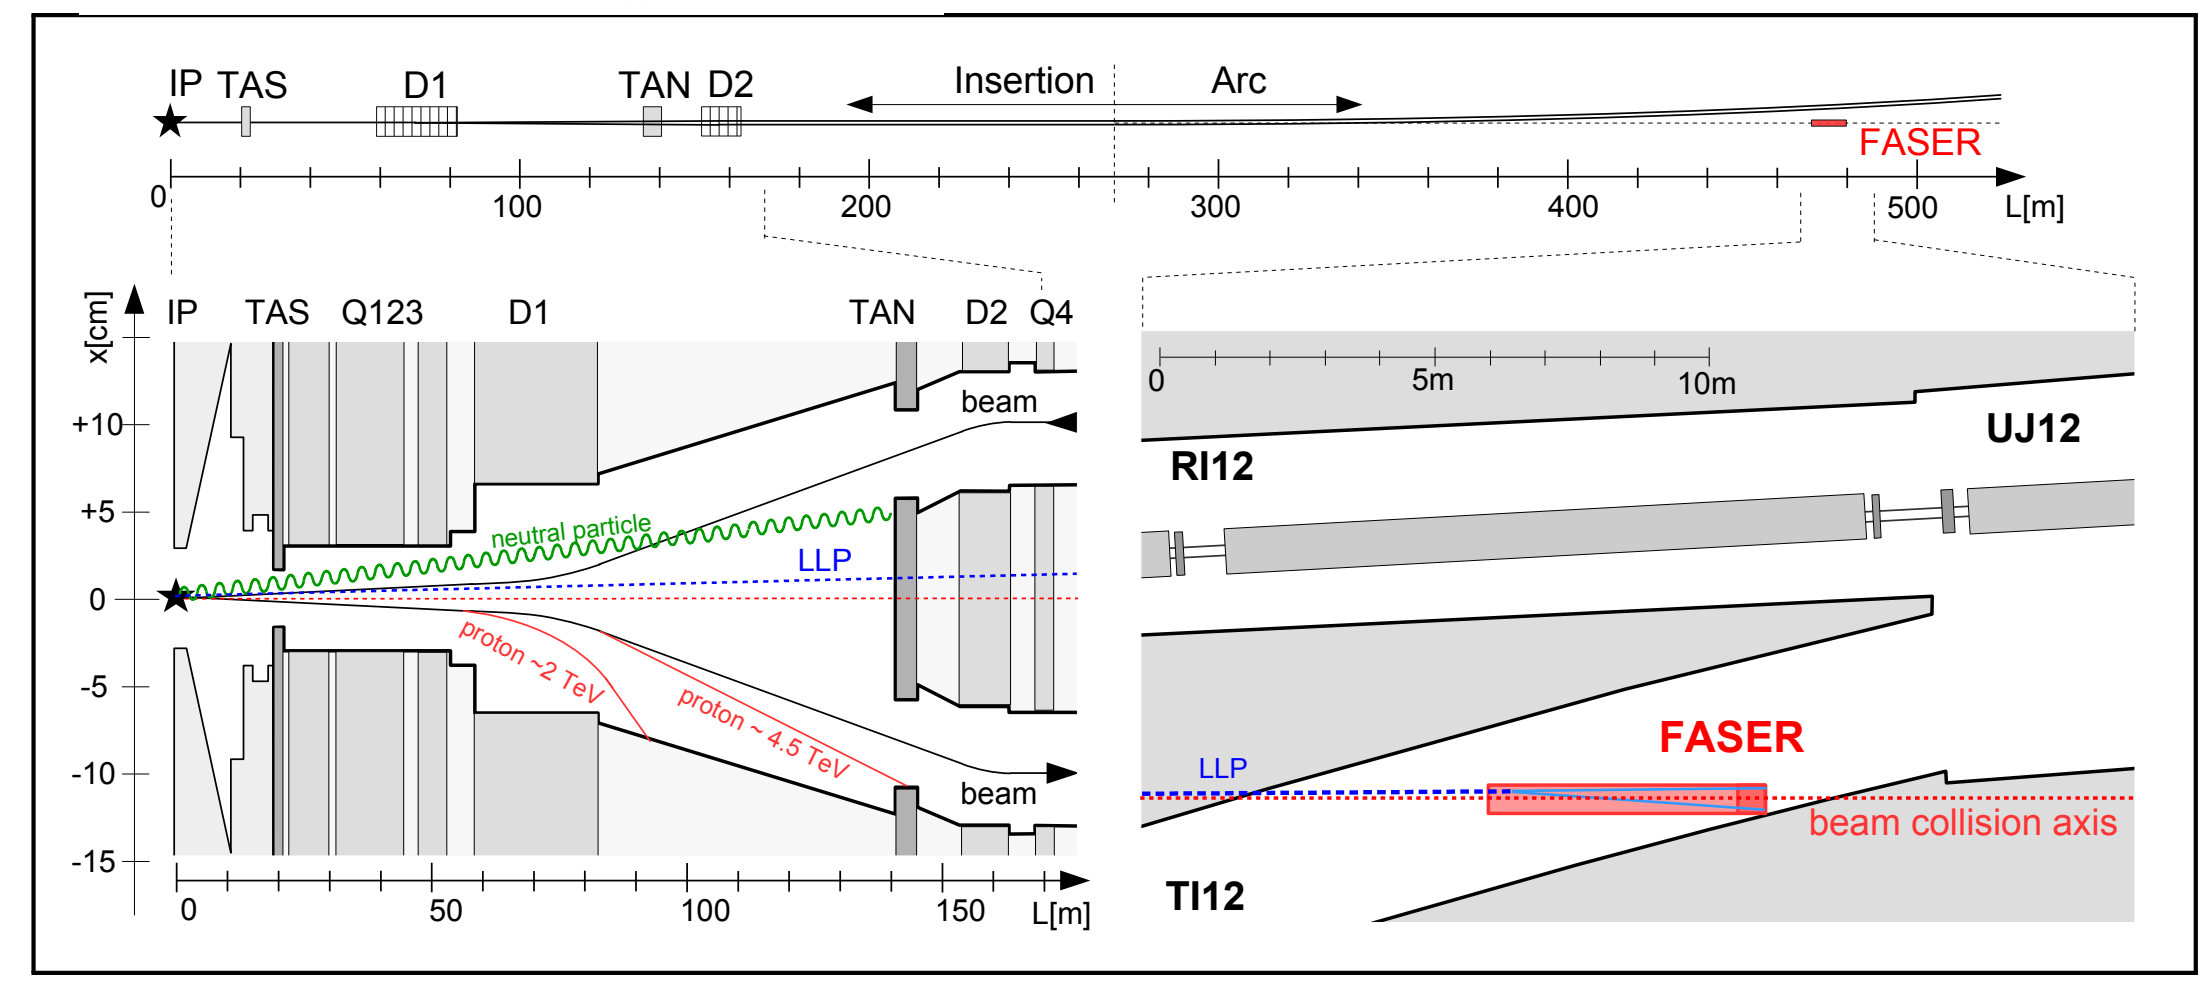 IP TAS D1 TAN D2 Insertion Arc
FASER
0 100 200 300 400 500 L[m]
x[cm]
IP TAS Q123 D1 TAN D2 Q4
+10
+5
0
-5
-10
-15
beam
neutral particle
LLP
proton ~2 TeV
proton ~ 4.5 TeV
beam
0 50 100 150 L[m]
0 5m 10m
UJ12
RI12
FASER
LLP
beam collision axis
TI12